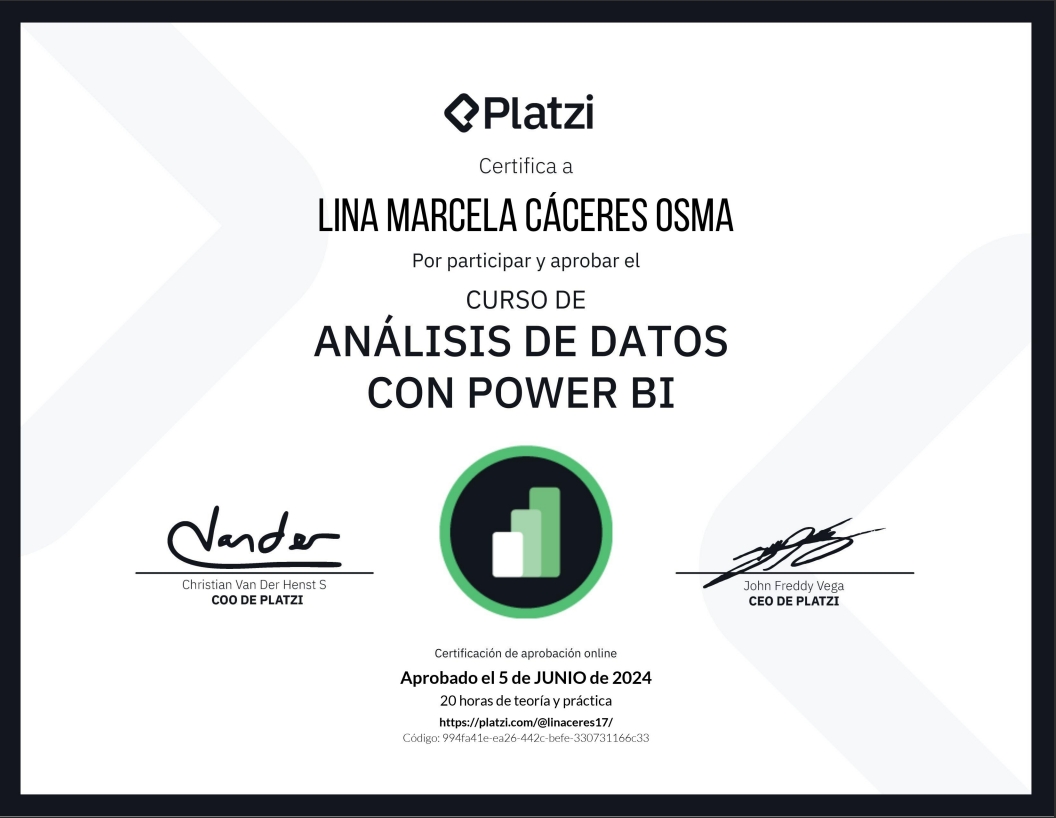 Platzi
Certifica a
LINA MARCELA CÁCERES OSMA
Por participar y aprobar el
CURSO DE
ANÁLISIS DE DATOS
CON POWER BI
Vander
Christian Van Der Henst S
COO DE PLATZI
John Freddy Vega
CEO DE PLATZI
Certificación de aprobación online
Aprobado el 5 de JUNIO de 2024
20 horas de teoría y práctica
https://platzi.com/@linaceres17/
Código: 994fa41e-ea26-442c-befe-330731166c33